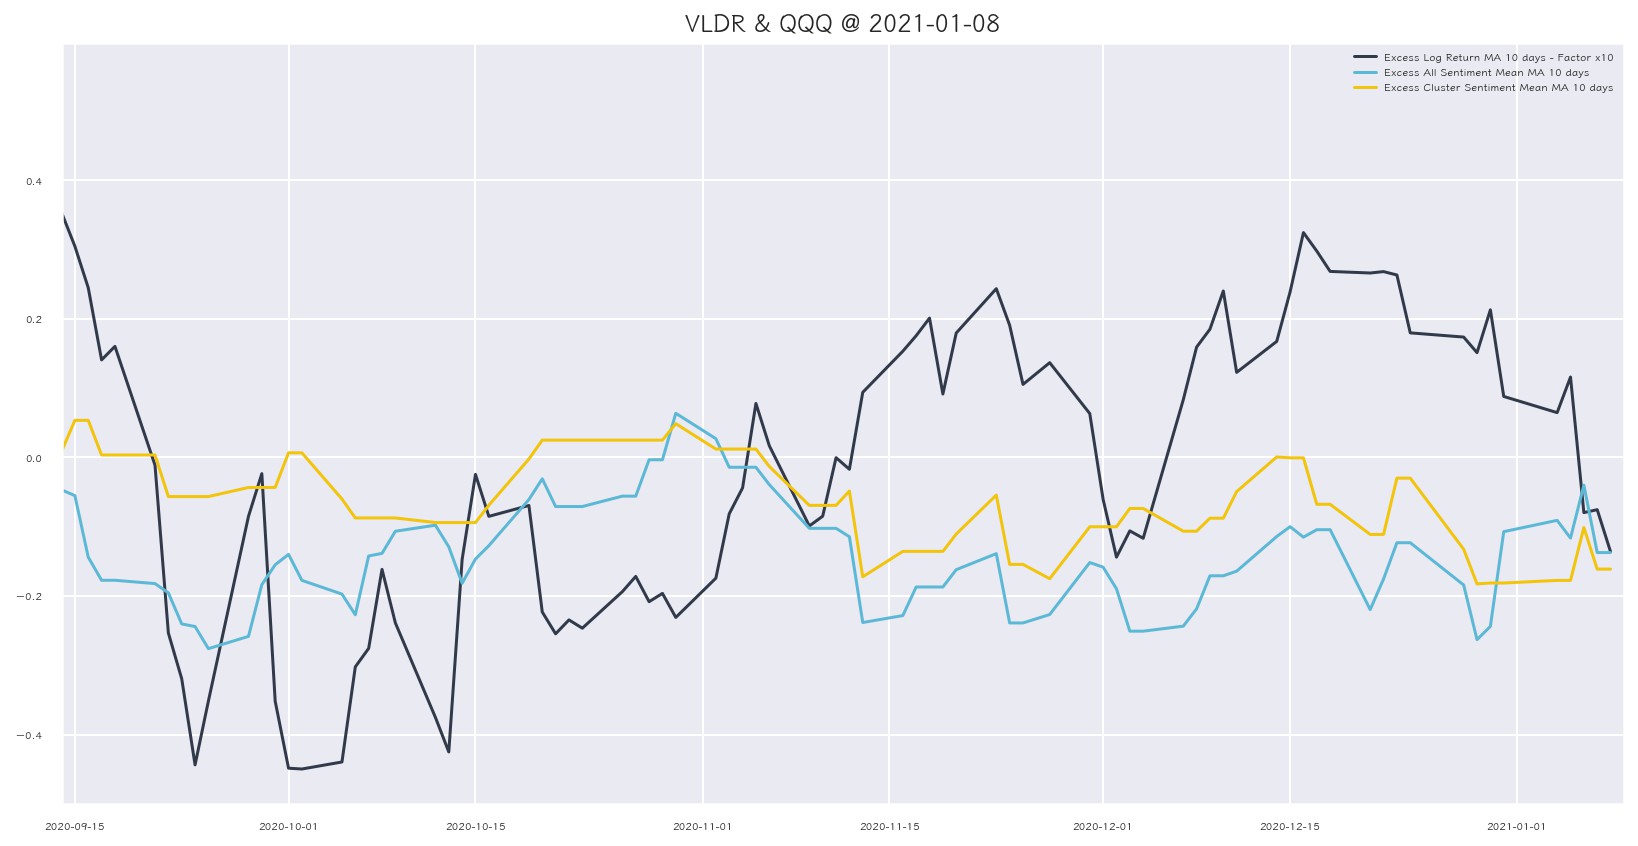 VLDR & QQQ @ 2021-01-08
Excess Log Return MA 10 days - Factor x10
Excess All Sentiment Mean MA 10 days
Excess Cluster Sentiment Mean MA 10 days
0.4
0.2
0.0
−0.2
−0.4
2020-09-15 2020-10-01 2020-10-15 2020-11-01 2020-11-15 2020-12-01 2020-12-15 2021-01-01